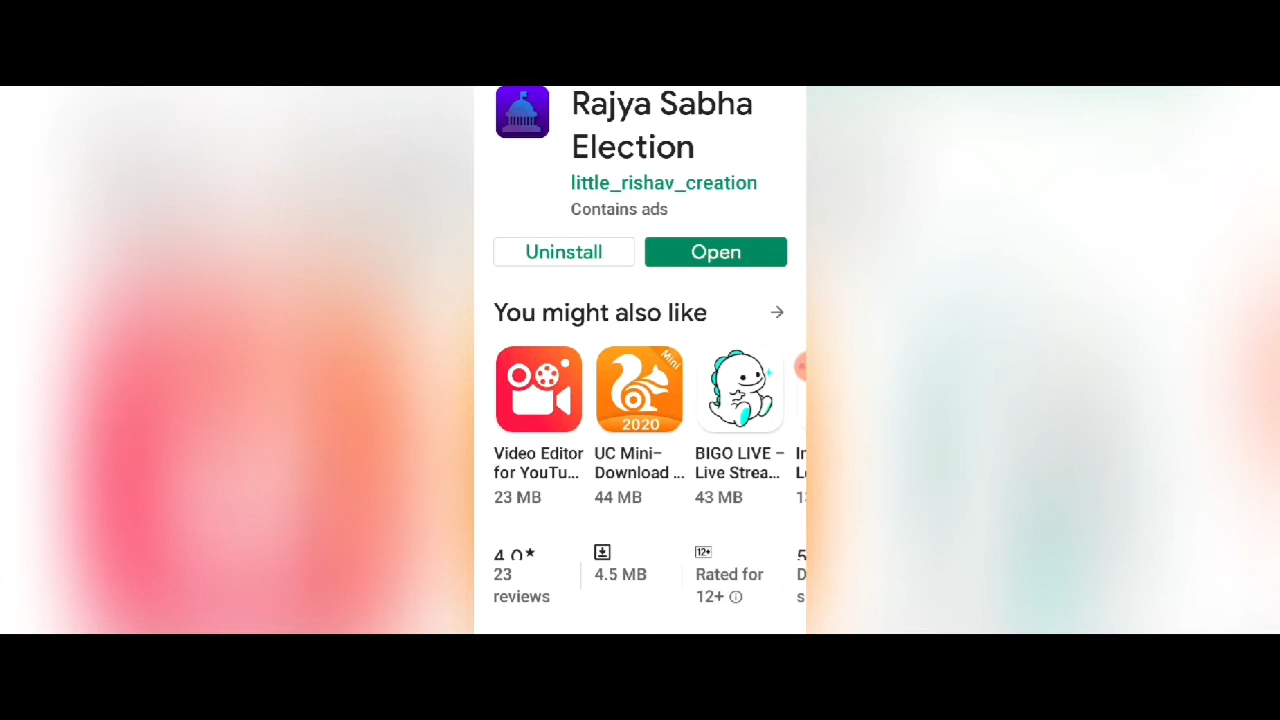 Rajya Sabha
Election
little_rishav_creation
Contains ads
Uninstall
Open
You might also like
Mini
2020
Video Editor
for YouTu...
23 MB
UC Mini–
Download ...
44 MB
BIGO LIVE –
Live Strea...
43 MB
4.0★
23
reviews
4.5 MB
12+
Rated for
12+